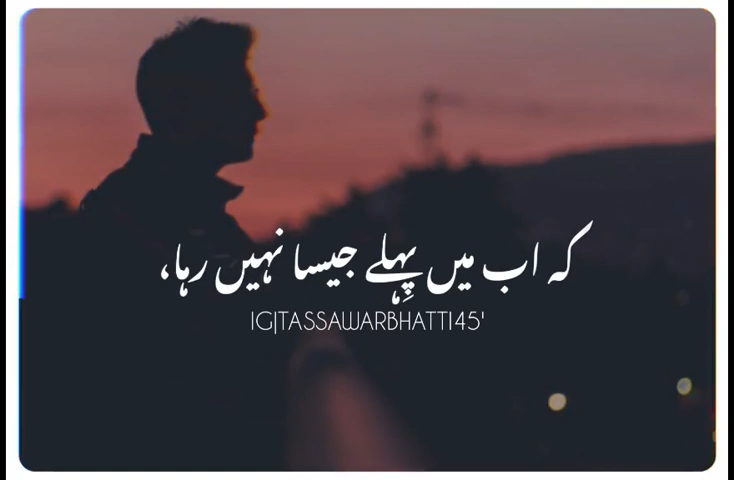 کہ اب میں پہلے جیسا نہیں رہا،
IG|TASSAWARBHATTI45'